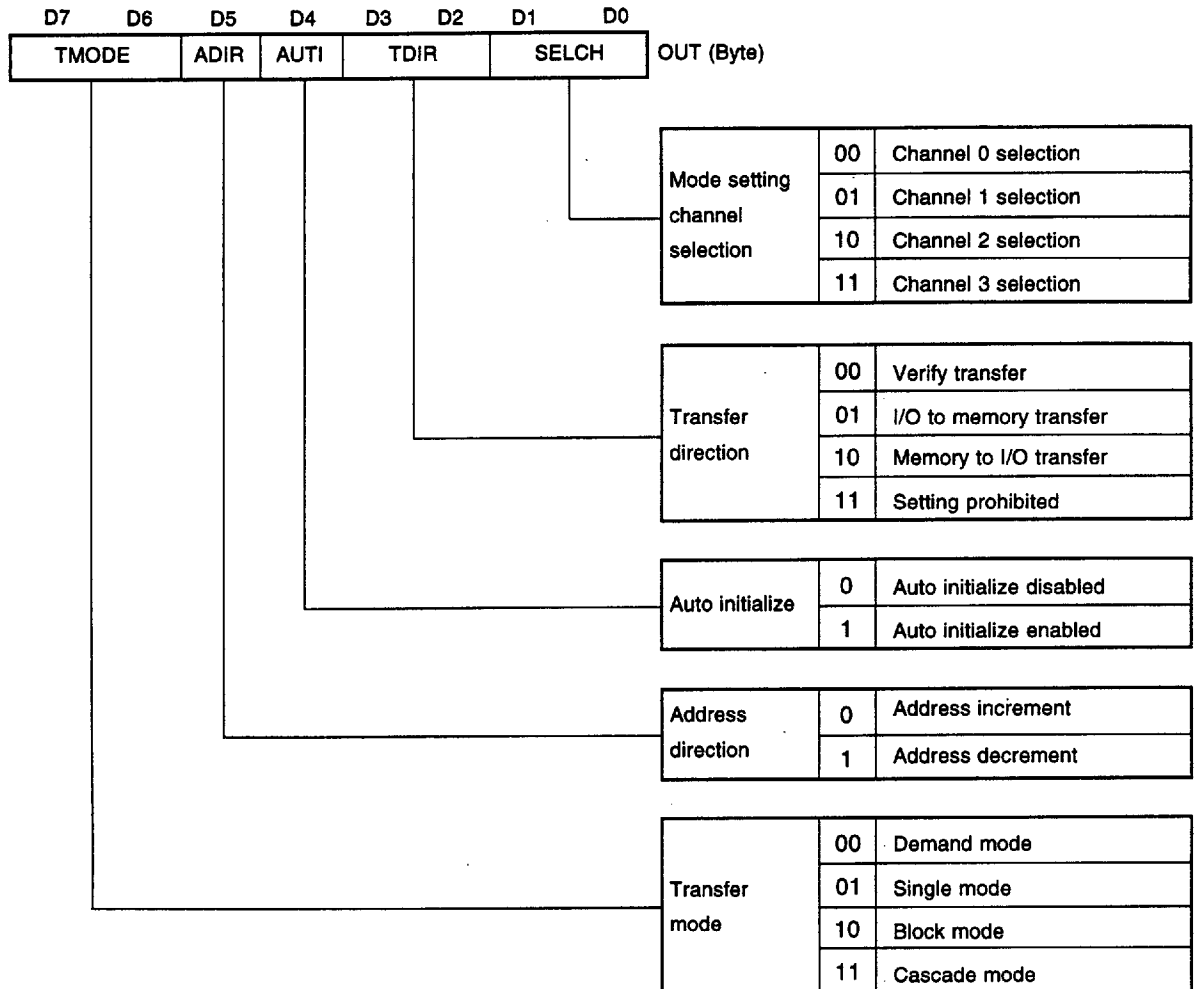 D7 D6 D5 D4 D3 D2 D1 D0
TMODE ADIR AUTI TDIR SELCH OUT (Byte)
Mode setting
channel
selection
00 Channel 0 selection
01 Channel 1 selection
10 Channel 2 selection
11 Channel 3 selection
Transfer
direction
00 Verify transfer
01 I/O to memory transfer
10 Memory to I/O transfer
11 Setting prohibited
Auto initialize
0 Auto initialize disabled
1 Auto initialize enabled
Address
direction
0 Address increment
1 Address decrement
Transfer
mode
00 Demand mode
01 Single mode
10 Block mode
11 Cascade mode